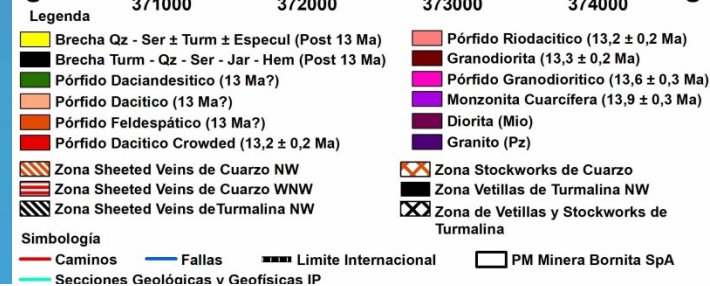 371000 372000 373000 374000
Legenda
Brecha Qz - Ser ± Turm ± Especul (Post 13 Ma)
Brecha Turm - Qz - Ser - Jar - Hem (Post 13 Ma)
Pórfido Daciandesitico (13 Ma?)
Pórfido Dacitico (13 Ma?)
Pórfido Feldespático (13 Ma?)
Pórfido Dacitico Crowded (13,2 ± 0,2 Ma)
Pórfido Riodacitico (13,2 ± 0,2 Ma)
Granodiorita (13,3 ± 0,2 Ma)
Pórfido Granodioritico (13,6 ± 0,3 Ma)
Monzonita Cuarcífera (13,9 ± 0,3 Ma)
Diorita (Mio)
Granito (Pz)
Zona Sheeted Veins de Cuarzo NW
Zona Sheeted Veins de Cuarzo WNW
Zona Sheeted Veins deTurmalina NW
Zona Stockworks de Cuarzo
Zona Vetillas de Turmalina NW
Zona de Vetillas y Stockworks de
Turmalina
Simbología
Caminos Fallas Limite Internacional PM Minera Bornita SpA
Secciones Geológicas y Geofísicas IP